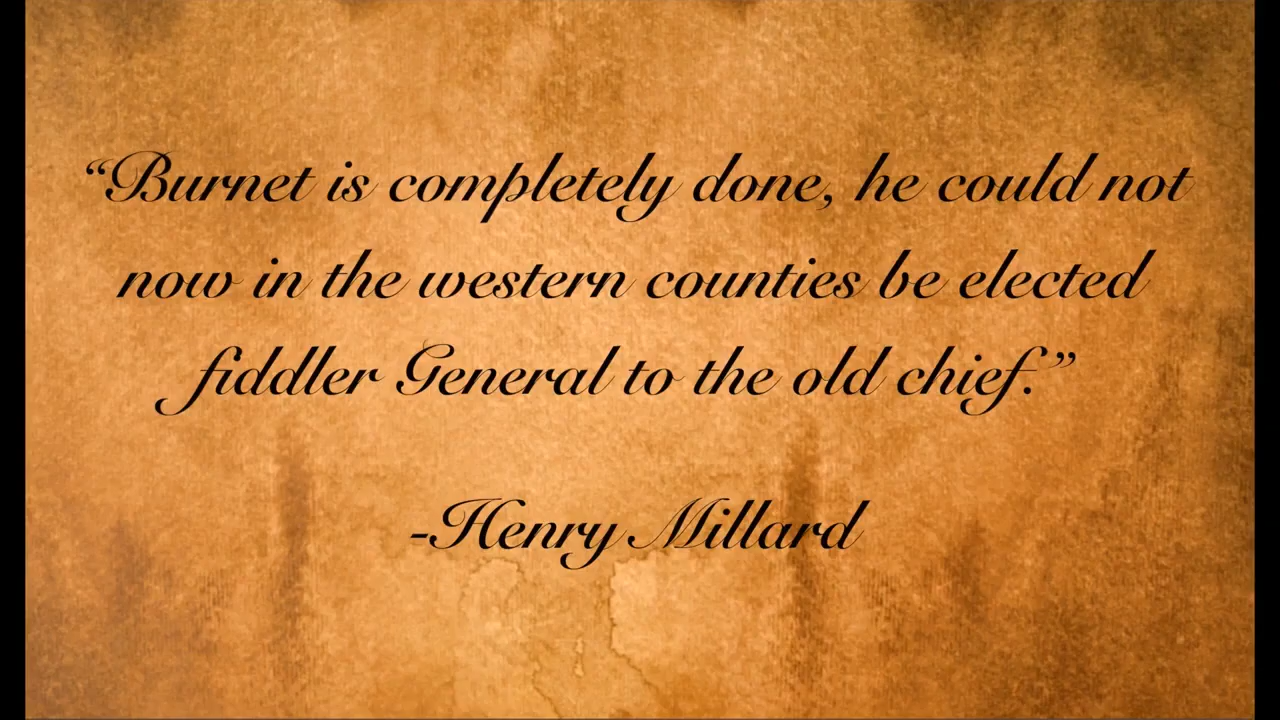 “Burnet is completely done, he could not
now in the western counties be elected
fiddler General to the old chief.”
-Henry Millard